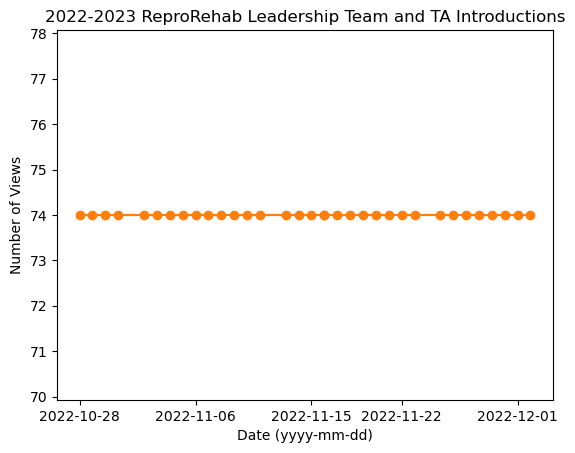 2022-2023 ReproRehab Leadership Team and TA Introductions
78
77
76
75
74
73
72
71
70
Number of Views
2022-10-28 2022-11-06 2022-11-15 2022-11-22 2022-12-01
Date (yyyy-mm-dd)